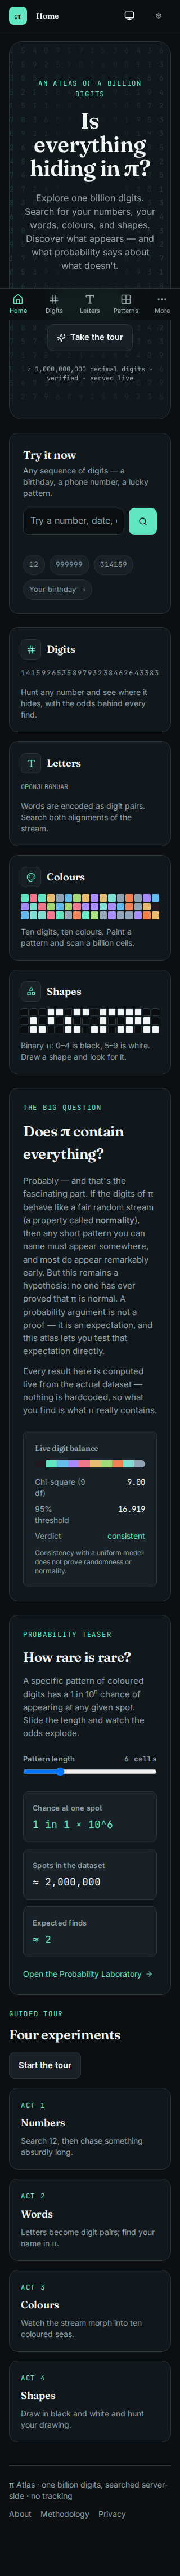 π Home
AN ATLAS OF A BILLION
DIGITS
Is
everything
hiding in π?
Explore one billion digits.
Search for your numbers, your
words, colours, and shapes.
Discover what appears — and
what probability says about
what doesn't.
Home Digits Letters Patterns More
Take the tour
✓ 1,000,000,000 decimal digits ·
verified · served live
Try it now
Any sequence of digits — a
birthday, a phone number, a lucky
pattern.
Try a number, date,
12 999999 314159
Your birthday →
Digits
141592653589793238462643383
Hunt any number and see where it
hides, with the odds behind every
find.
Letters
OPONJLBGMUAR
Words are encoded as digit pairs.
Search both alignments of the
stream.
Colours
Ten digits, ten colours. Paint a
pattern and scan a billion cells.
Shapes
Binary π: 0–4 is black, 5–9 is white.
Draw a shape and look for it.
THE BIG QUESTION
Does π contain
everything?
Probably — and that's the
fascinating part. If the digits of π
behave like a fair random stream
(a property called normality),
then any short pattern you can
name must appear somewhere,
and most do appear remarkably
early. But this remains a
hypothesis: no one has ever
proved that π is normal. A
probability argument is not a
proof — it is an expectation, and
this atlas lets you test that
expectation directly.
Every result here is computed
live from the actual dataset —
nothing is hardcoded, so what
you find is what π really contains.
Live digit balance
Chi-square (9 9.00
df)
95% 16.919
threshold
Verdict consistent
Consistency with a uniform model
does not prove randomness or
normality.
PROBABILITY TEASER
How rare is rare?
A specific pattern of coloured
digits has a 1 in 10ⁿ chance of
appearing at any given spot.
Slide the length and watch the
odds explode.
Pattern length 6 cells
Chance at one spot
1 in 1 × 10^6
Spots in the dataset
≈ 2,000,000
Expected finds
≈ 2
Open the Probability Laboratory →
GUIDED TOUR
Four experiments
Start the tour
ACT 1
Numbers
Search 12, then chase something
absurdly long.
ACT 2
Words
Letters become digit pairs; find your
name in π.
ACT 3
Colours
Watch the stream morph into ten
coloured seas.
ACT 4
Shapes
Draw in black and white and hunt
your drawing.
π Atlas · one billion digits, searched server-
side · no tracking
About Methodology Privacy